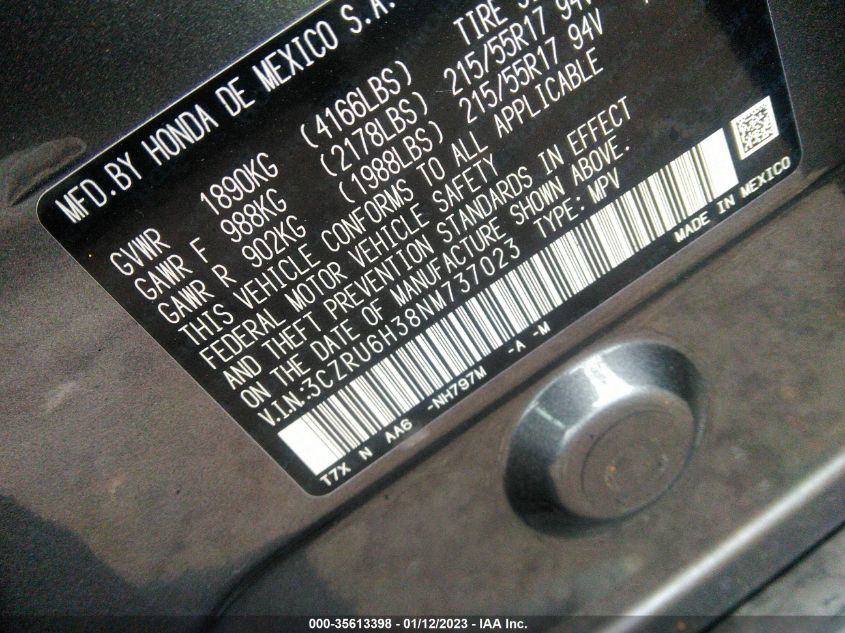 MFD.BY HONDA DE MEXICO S.A.
GVWR 1890KG (4166LBS) TIRE
GAWR F 988KG (2178LBS) 215/55R17 94V
GAWR R 902KG (1988LBS) 215/55R17 94V
THIS VEHICLE CONFORMS TO ALL APPLICABLE
FEDERAL MOTOR VEHICLE SAFETY
AND THEFT PREVENTION STANDARDS IN EFFECT
ON THE DATE OF MANUFACTURE SHOWN ABOVE.
V.I.N.:3CZRU6H38NM737023 TYPE: MPV
T7X N AA6 -NH797M -A -M MADE IN MEXICO
000-35613398 - 01/12/2023 - IAA Inc.